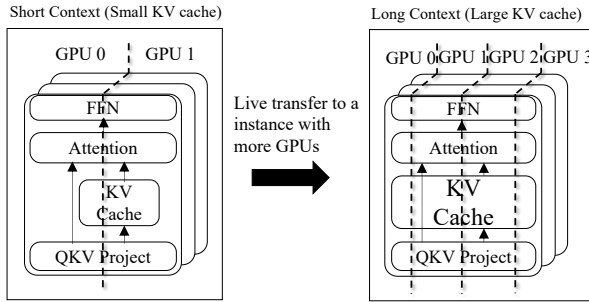 Short Context (Small KV cache)
GPU 0 GPU 1
FFN
Attention
KV
Cache
QKV Project
Live transfer to a
instance with
more GPUs
Long Context (Large KV cache)
GPU 0 GPU 1 GPU 2 GPU 3
FFN
Attention
KV
Cache
QKV Project